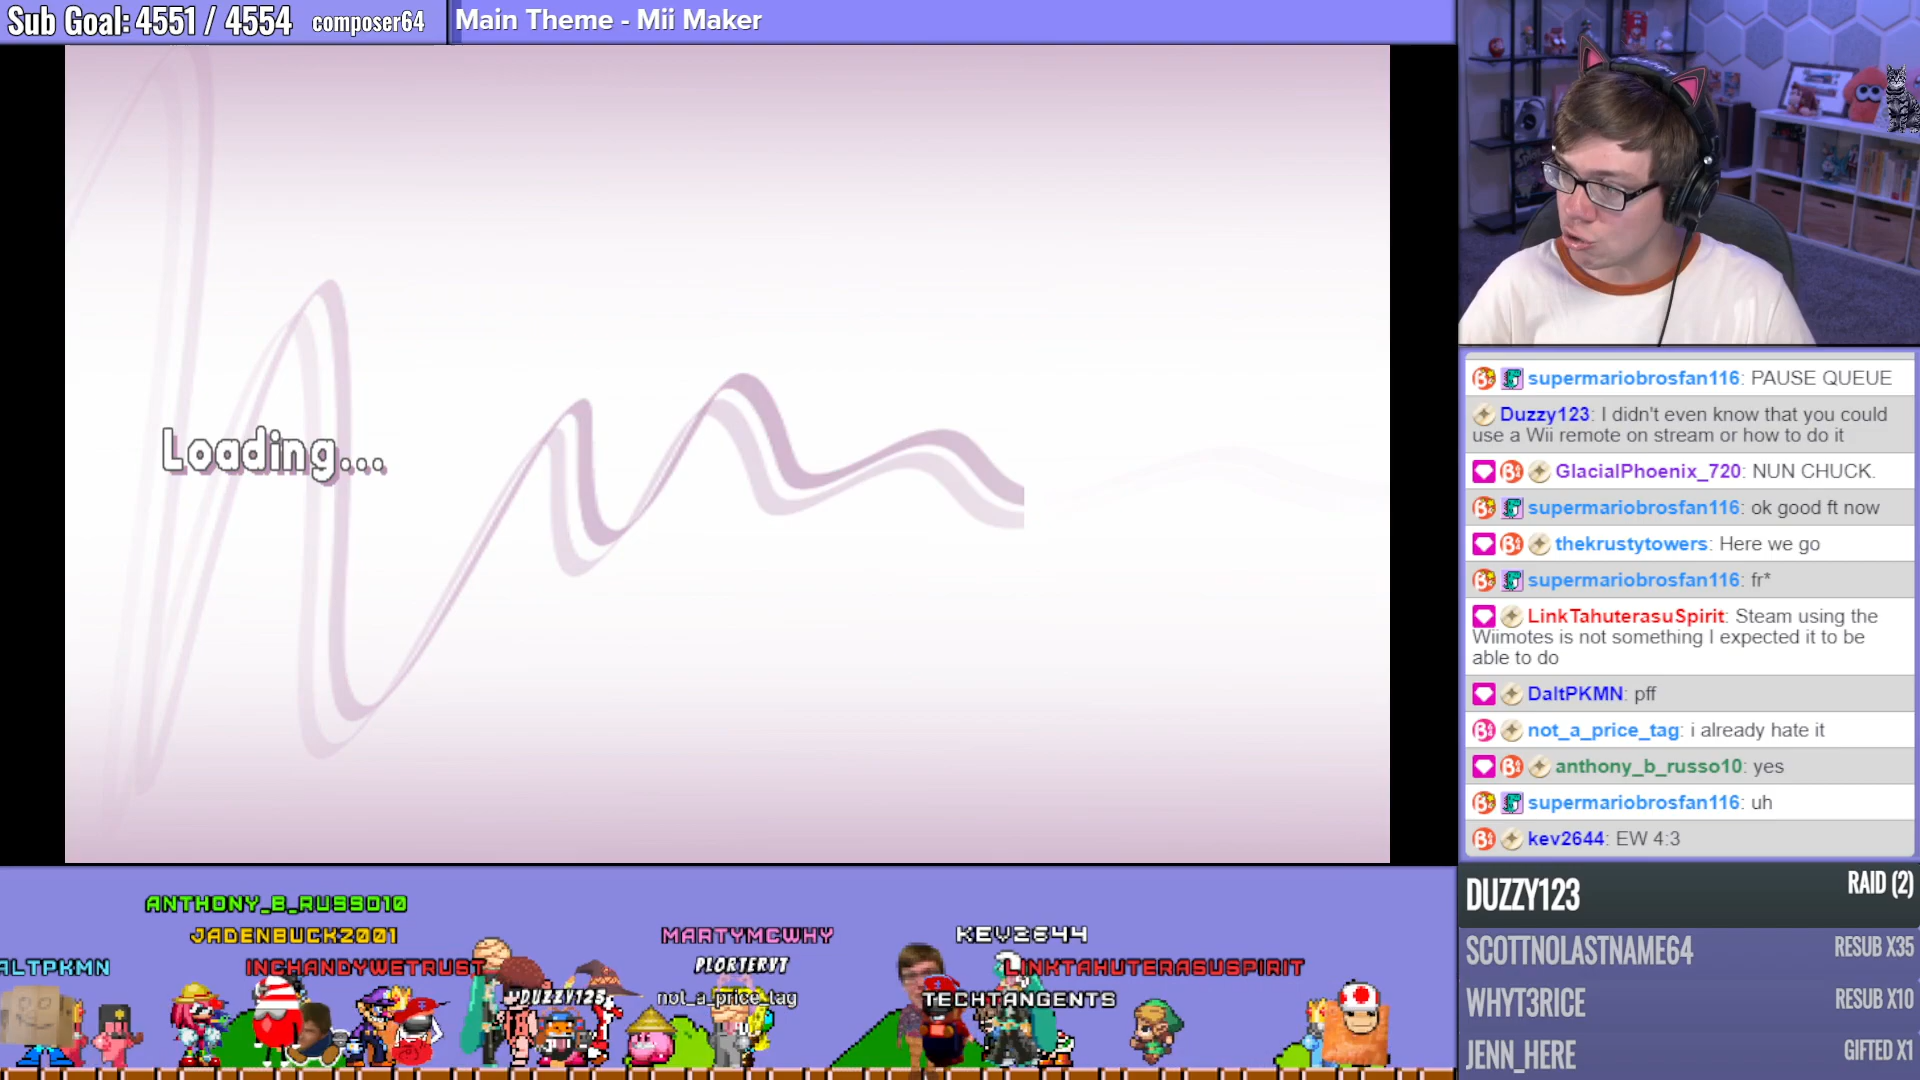 Sub Goal: 4551 / 4554 composer64
Main Theme - Mii Maker
Loading...
supermariobrosfan116: PAUSE QUEUE
Duzzy123: I didn't even know that you could
use a Wii remote on stream or how to do it
GlacialPhoenix_720: NUN CHUCK.
supermariobrosfan116: ok good ft now
thekrustytowers: Here we go
supermariobrosfan116: fr*
LinkTahuterasuSpirit: Steam using the
Wiimotes is not something I expected it to be
able to do
DaltPKMN: pff
not_a_price_tag: i already hate it
anthony_b_russo10: yes
supermariobrosfan116: uh
kev2644: EW 4:3
DUZZY123 RAID (2)
SCOTTNOLASTNAME64 RESUB X35
WHYT3RICE RESUB X10
JENN_HERE GIFTED X1
ANTHONY_B_RUSSO10
JADENBUCK2001
MARTYMCWHY
KEV2644
ALTPKMN
INCHANDYWETRUST
PLORTERYT
LINKTAHUTERASUSPIRIT
DUZZY123
not_a_price_tag
TECHTANGENTS